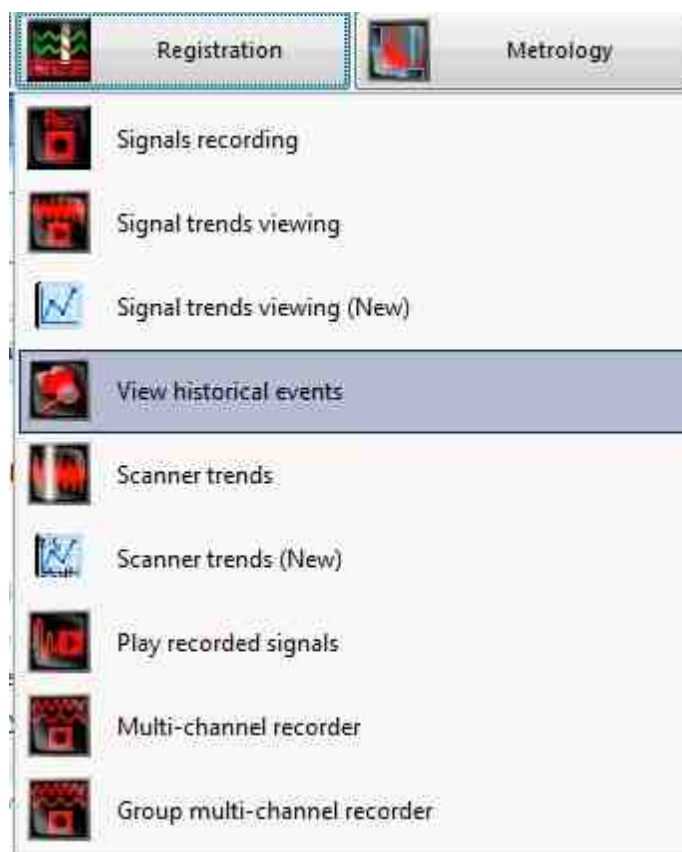 Registration
Metrology
Signals recording
Signal trends viewing
Signal trends viewing (New)
View historical events
Scanner trends
Scanner trends (New)
Play recorded signals
Multi-channel recorder
Group multi-channel recorder